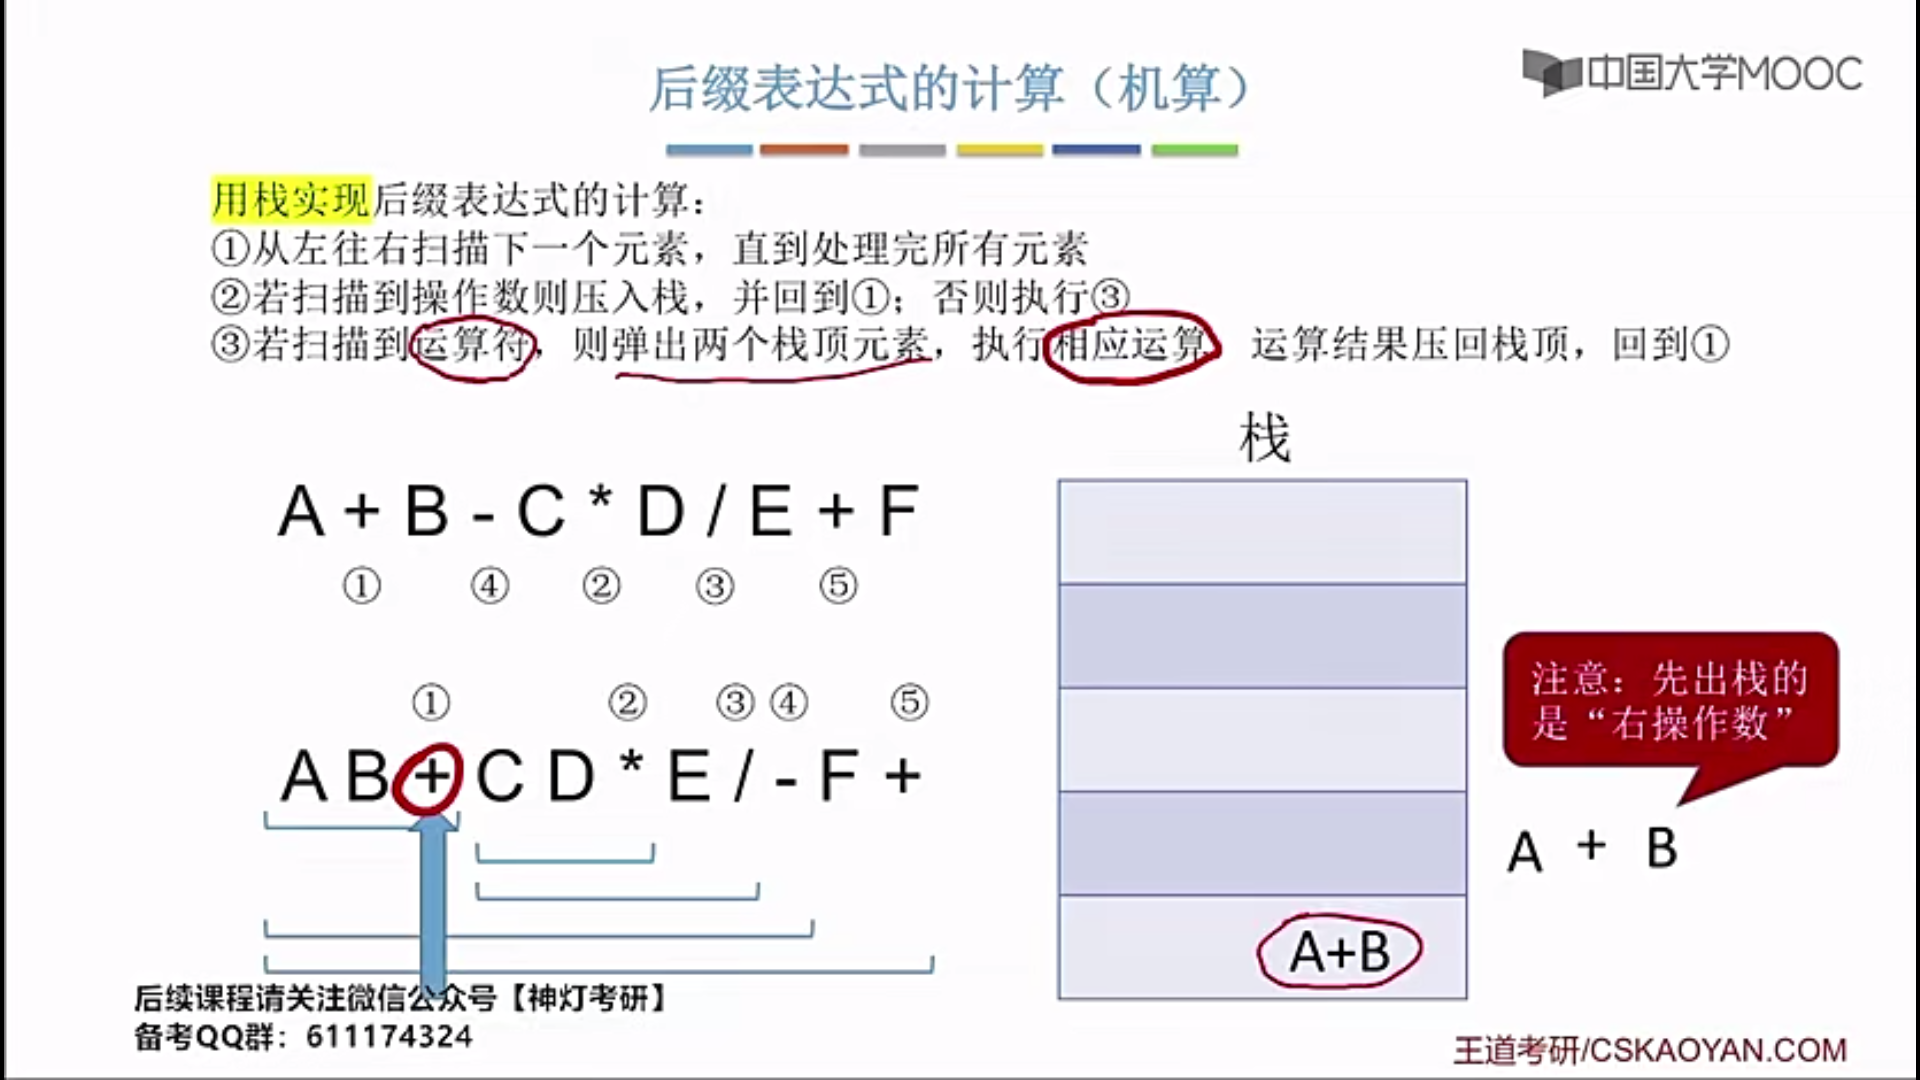 后缀表达式的计算（机算）
中国大学MOOC
用栈实现后缀表达式的计算：
①从左往右扫描下一个元素，直到处理完所有元素
②若扫描到操作数则压入栈，并回到①；否则执行③
③若扫描到运算符，则弹出两个栈顶元素，执行相应运算 运算结果压回栈顶，回到①
栈
A + B - C * D / E + F
① ④ ② ③ ⑤
① ② ③ ④ ⑤
A B + C D * E / - F +
注意：先出栈的
是“右操作数”
A + B
A+B
后续课程请关注微信公众号【神灯考研】
备考QQ群：611174324
王道考研/CSKAOYAN.COM